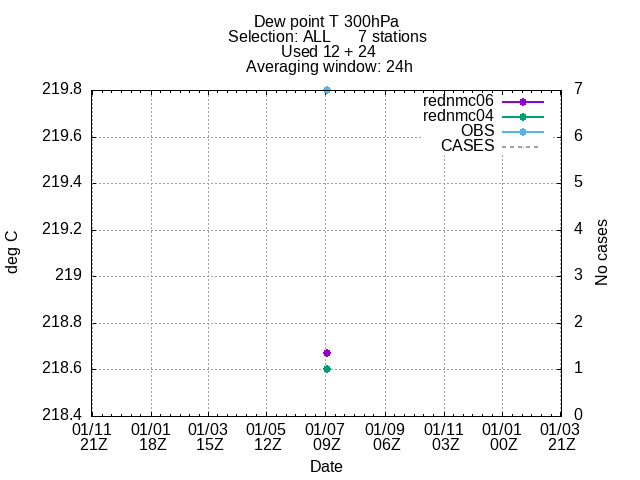 Dew point T 300hPa
Selection: ALL 7 stations
Used 12 + 24
Averaging window: 24h
219.8
219.6
219.4
219.2
219
218.8
218.6
218.4
deg C
7
6
5
4
3
2
1
0
No cases
rednmc06
rednmc04
OBS
CASES
01/11 01/01 01/03 01/05 01/07 01/09 01/11 01/01 01/03
21Z 18Z 15Z 12Z 09Z 06Z 03Z 00Z 21Z
Date